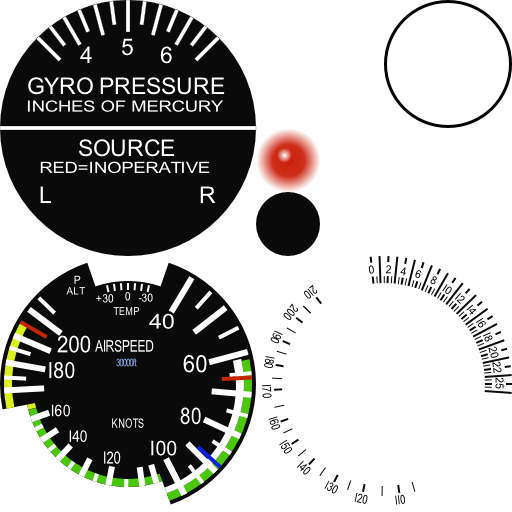 4 5 6
GYRO PRESSURE
INCHES OF MERCURY
SOURCE
RED=INOPERATIVE
L R
P
ALT
+30 0 -30
TEMP
40
200 AIRSPEED
30000ft
60
180
160
80
KNOTS
140
100
120
0 2 4 6 8 10 12 14 16 18 20 22 25
210
200
190
180
170
160
150
140
130
120
110